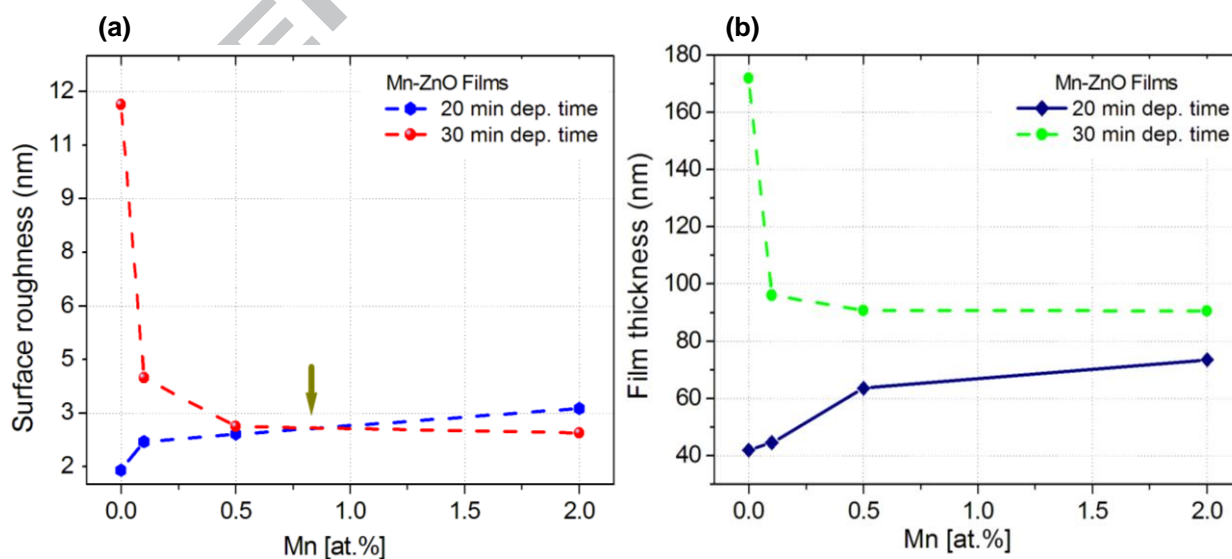 (a)
Mn-ZnO Films
20 min dep. time
30 min dep. time
Surface roughness (nm)
12
11
9
8
6
5
3
2
0.0 0.5 1.0 1.5 2.0
Mn [at.%]
(b)
Mn-ZnO Films
20 min dep. time
30 min dep. time
Film thickness (nm)
180
160
140
120
100
80
60
40
0.0 0.5 1.0 1.5 2.0
Mn [at.%]